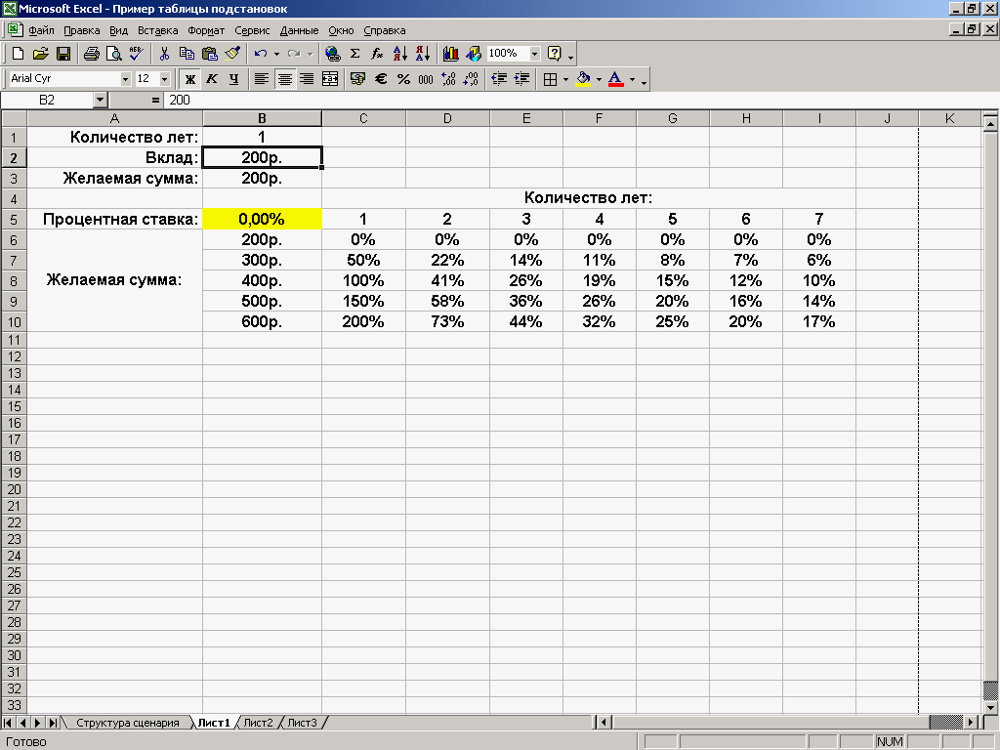 Microsoft Excel - Пример таблицы подстановок
Файл Правка Вид Вставка Формат Сервис Данные Окно Справка
100%
Arial Cyr 12 Ж К Ч € % 000
B2 = 200
A B C D E F G H I J K
1 Количество лет: 1
2 Вклад: 200р.
3 Желаемая сумма: 200р.
4 Количество лет:
5 Процентная ставка: 0,00% 1 2 3 4 5 6 7
6 200р. 0% 0% 0% 0% 0% 0% 0%
7 300р. 50% 22% 14% 11% 8% 7% 6%
8 Желаемая сумма: 400р. 100% 41% 26% 19% 15% 12% 10%
9 500р. 150% 58% 36% 26% 20% 16% 14%
10 600р. 200% 73% 44% 32% 25% 20% 17%
11
12
13
14
15
16
17
18
19
20
21
22
23
24
25
26
27
28
29
30
31
32
33
Структура сценария Лист1 Лист2 Лист3
Готово NUM